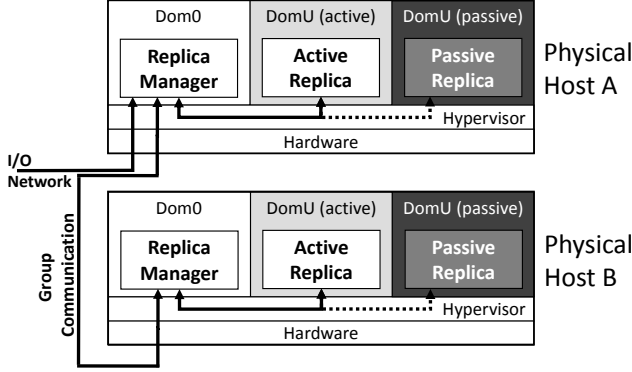 Dom0
DomU (active)
DomU (passive)
Replica
Manager
Active
Replica
Passive
Replica
Physical
Host A
Hypervisor
Hardware
I/O
Network
Group
Communication
Dom0
DomU (active)
DomU (passive)
Replica
Manager
Active
Replica
Passive
Replica
Physical
Host B
Hypervisor
Hardware